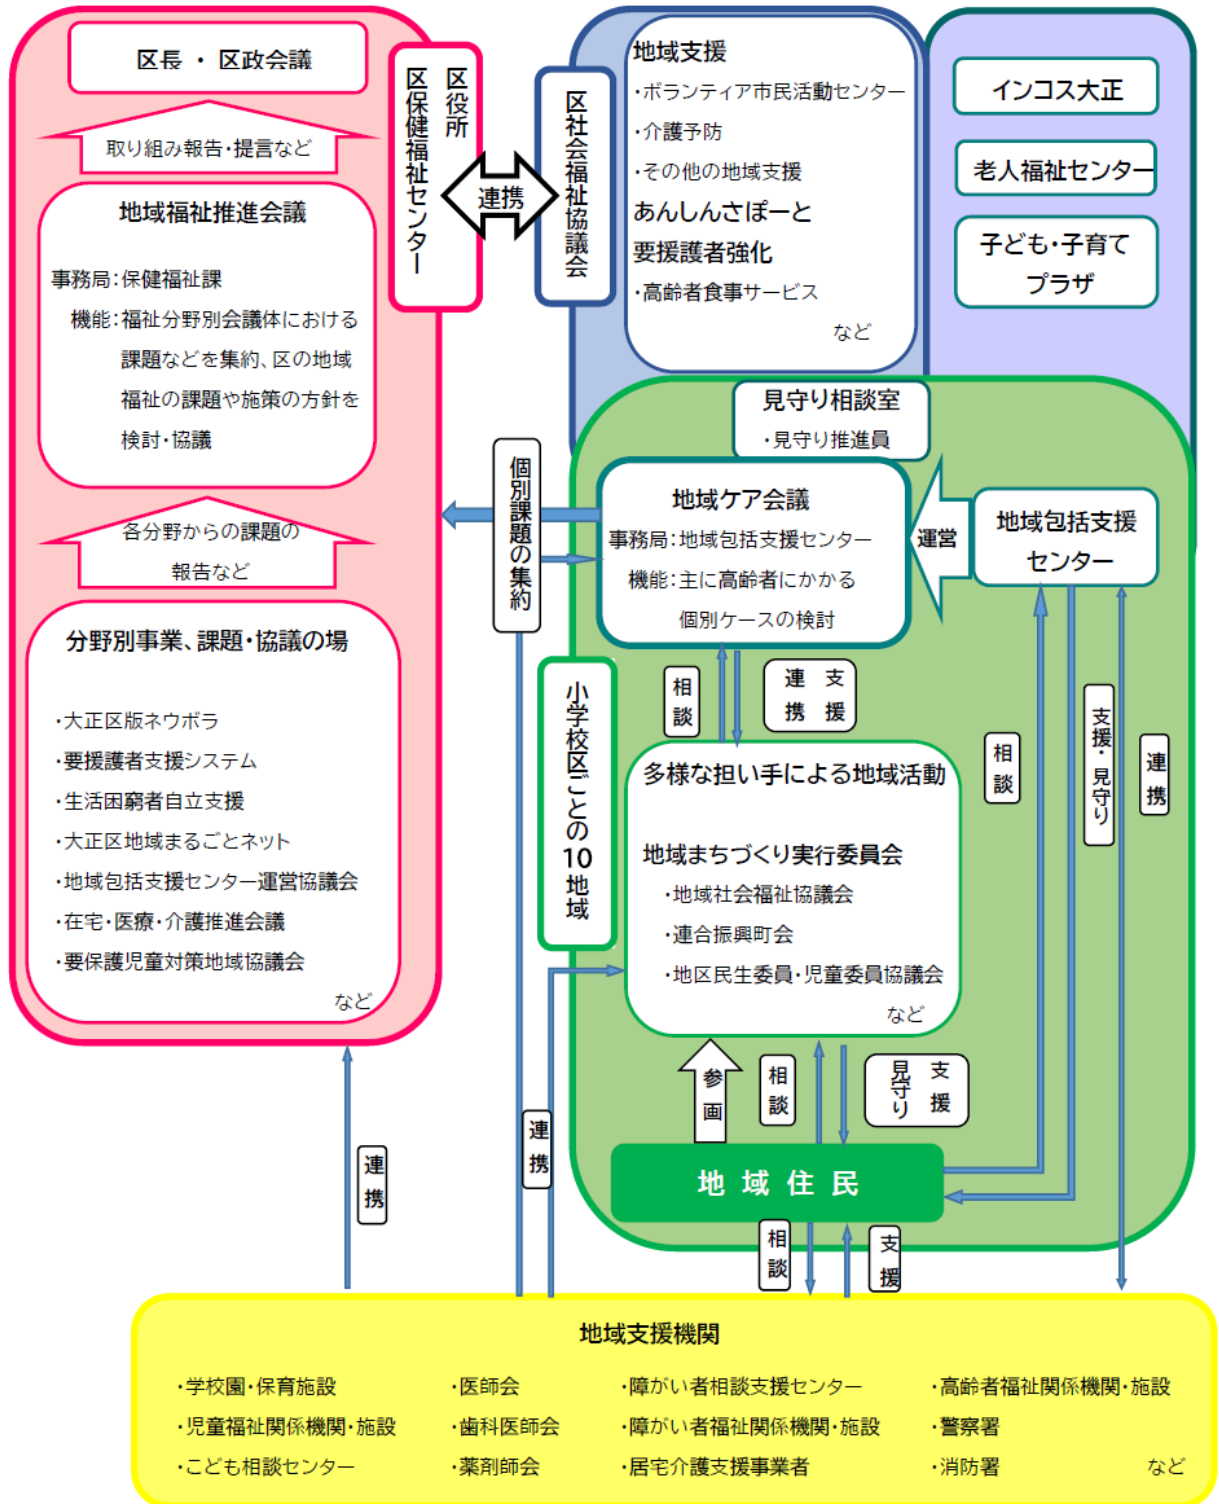 区長 ・ 区政会議
取り組み報告・提言など
地域福祉推進会議
事務局：保健福祉課
機能：福祉分野別会議体における
課題などを集約、区の地域
福祉の課題や施策の方針を
検討・協議
各分野からの課題の
報告など
分野別事業、課題・協議の場
・大正区版ネウボラ
・要援護者支援システム
・生活困窮者自立支援
・大正区地域まるごとネット
・地域包括支援センター運営協議会
・在宅・医療・介護推進会議
・要保護児童対策地域協議会
など
区役所
区保健福祉センター
連携
区社会福祉協議会
地域支援
・ボランティア市民活動センター
・介護予防
・その他の地域支援
あんしんさぽーと
要援護者強化
・高齢者食事サービス
など
インコス大正
老人福祉センター
子ども・子育て
プラザ
見守り相談室
・見守り推進員
個別課題の集約
地域ケア会議
事務局：地域包括支援センター
機能：主に高齢者にかかる
個別ケースの検討
運営
地域包括支援
センター
小学校区ごとの10地域
相談
支援
連携
多様な担い手による地域活動
地域まちづくり実行委員会
・地域社会福祉協議会
・連合振興町会
・地区民生委員・児童委員協議会
など
相談
支援・見守り
連携
参画
相談
支援
見守り
地 域 住 民
連携
連携
相談
支援
地域支援機関
・学校園・保育施設
・児童福祉関係機関・施設
・こども相談センター
・医師会
・歯科医師会
・薬剤師会
・障がい者相談支援センター
・障がい者福祉関係機関・施設
・居宅介護支援事業者
・高齢者福祉関係機関・施設
・警察署
・消防署
など